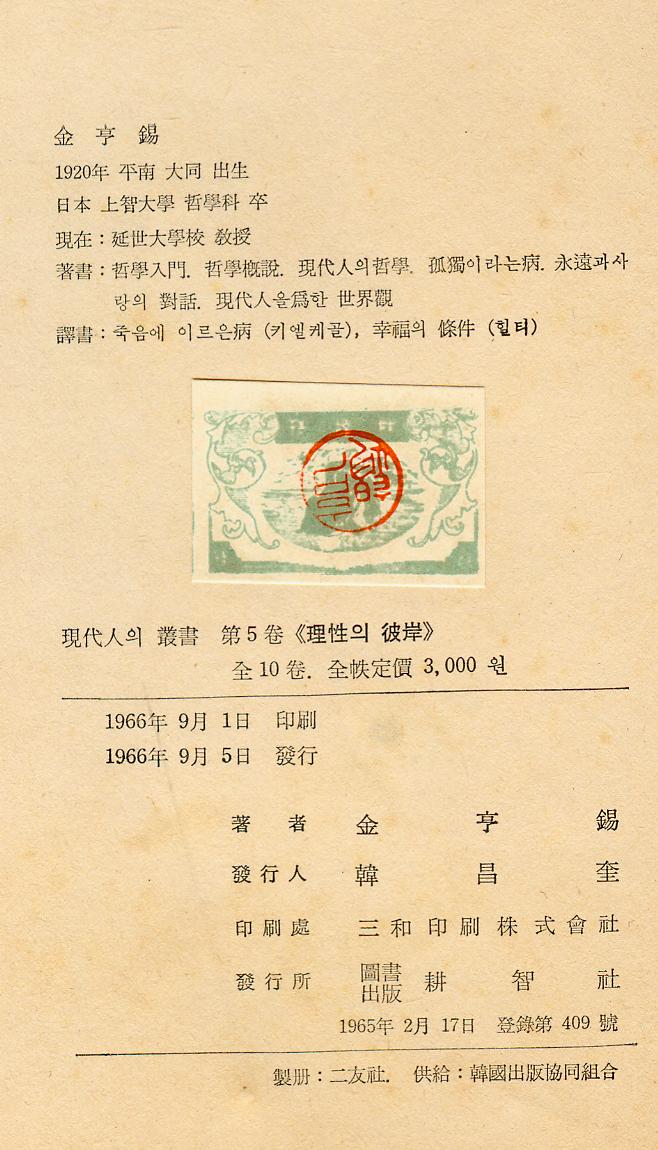 金亨錫
1920年 平南 大同 出生
日本 上智大學 哲學科 卒
現在：延世大學校 敎授
著書：哲學入門. 哲學槪說. 現代人의哲學. 孤獨이라는病. 永遠과사
랑의 對話. 現代人을爲한 世界觀
譯書：죽음에 이르은病 (키엘케골), 幸福의 條件 (힐티)
現代人의 叢書 第5卷《理性의 彼岸》
全10卷. 全帙定價 3,000 원
1966年 9月 1日 印刷
1966年 9月 5日 發行
著者 金亨錫
發行人 韓昌奎
印刷處 三和印刷株式會社
發行所 圖書出版 耕智社
1965年 2月 17日 登錄第 409 號
製册：二友社. 供給：韓國出版協同組合